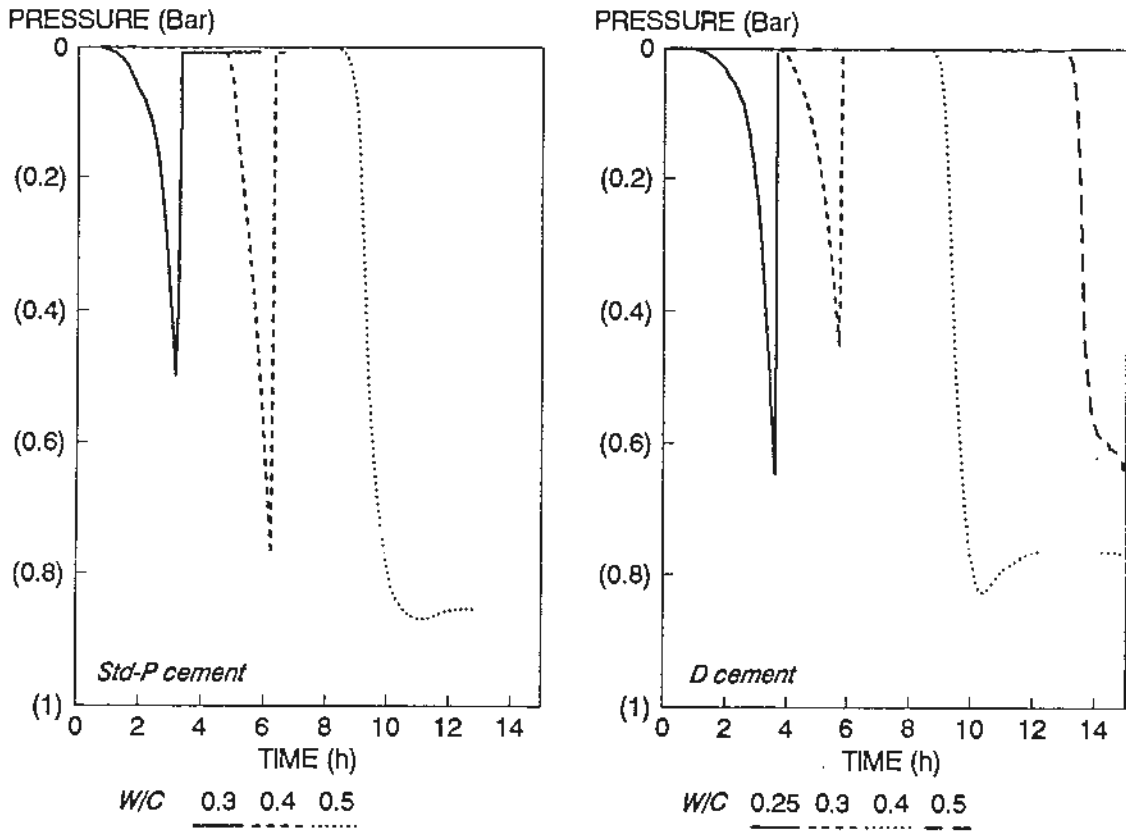 PRESSURE (Bar)
0
(0.2)
(0.4)
(0.6)
(0.8)
(1)
Std-P cement
0 2 4 6 8 10 12 14
TIME (h)
W/C 0.3 0.4 0.5
PRESSURE (Bar)
0
(0.2)
(0.4)
(0.6)
(0.8)
(1)
D cement
0 2 4 6 8 10 12 14
TIME (h)
W/C 0.25 0.3 0.4 0.5